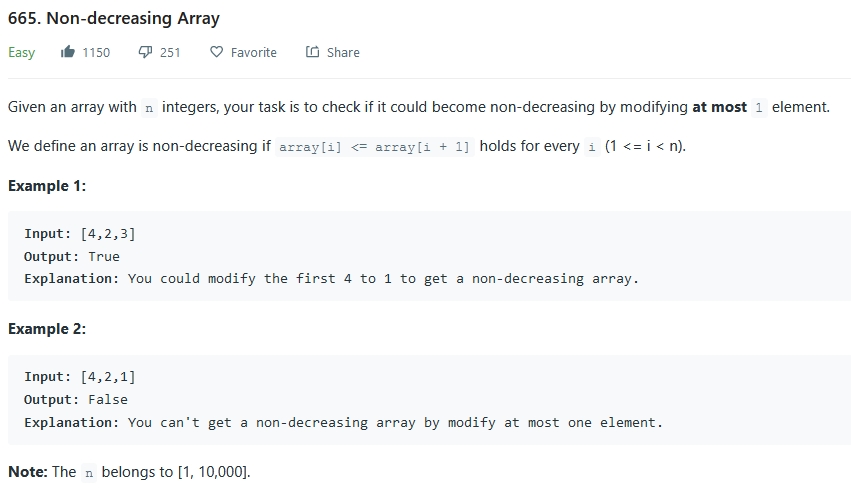 665. Non-decreasing Array
Easy 1150 251 Favorite Share
Given an array with n integers, your task is to check if it could become non-decreasing by modifying at most 1 element.
We define an array is non-decreasing if array[i] <= array[i + 1] holds for every i (1 <= i < n).
Example 1:
Input: [4,2,3]
Output: True
Explanation: You could modify the first 4 to 1 to get a non-decreasing array.
Example 2:
Input: [4,2,1]
Output: False
Explanation: You can't get a non-decreasing array by modify at most one element.
Note: The n belongs to [1, 10,000].